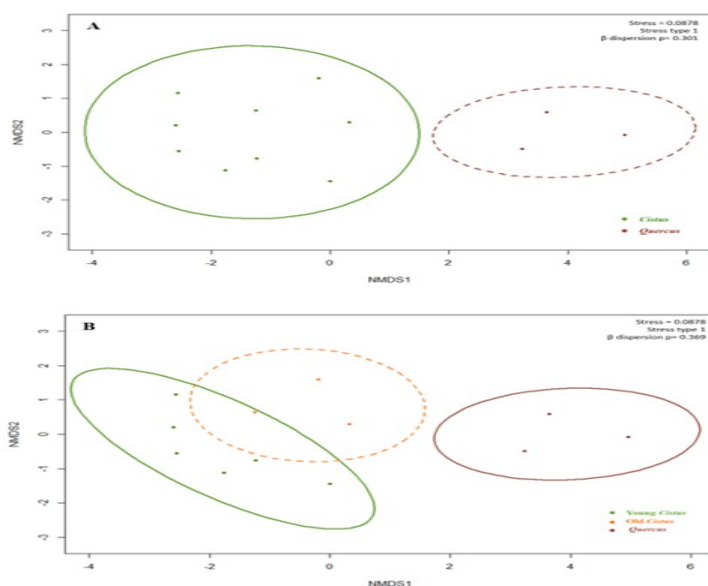 A
Stress = 0.0878
Stress type 1
β dispersion p= 0.301
3
2
1
0
-1
-2
-3
NMDS2
Cistus
Quercus
-4
-2
0
2
4
6
NMDS1
B
Stress = 0.0878
Stress type 1
β dispersion p= 0.369
3
2
1
0
-1
-2
-3
NMDS2
Young Cistus
Old Cistus
Quercus
-4
-2
0
2
4
6
NMDS1